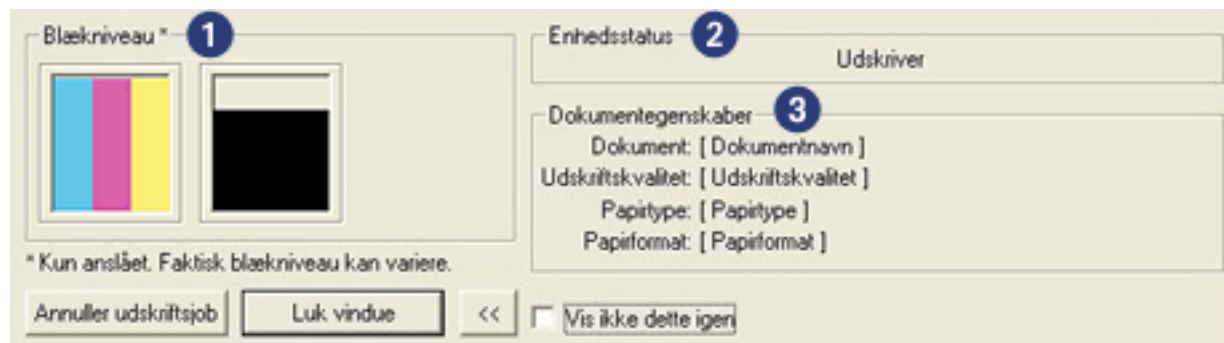 Blækniveau * 1
* Kun anslået. Faktisk blækniveau kan variere.
Annuller udskriftsjob
Luk vindue
<<
Enhedsstatus 2
Udskriver
Dokumentegenskaber 3
Dokument: [ Dokumentnavn ]
Udskriftskvalitet: [ Udskriftskvalitet ]
Papirtype: [ Papirtype ]
Papirformat: [ Papirformat ]
Vis ikke dette igen